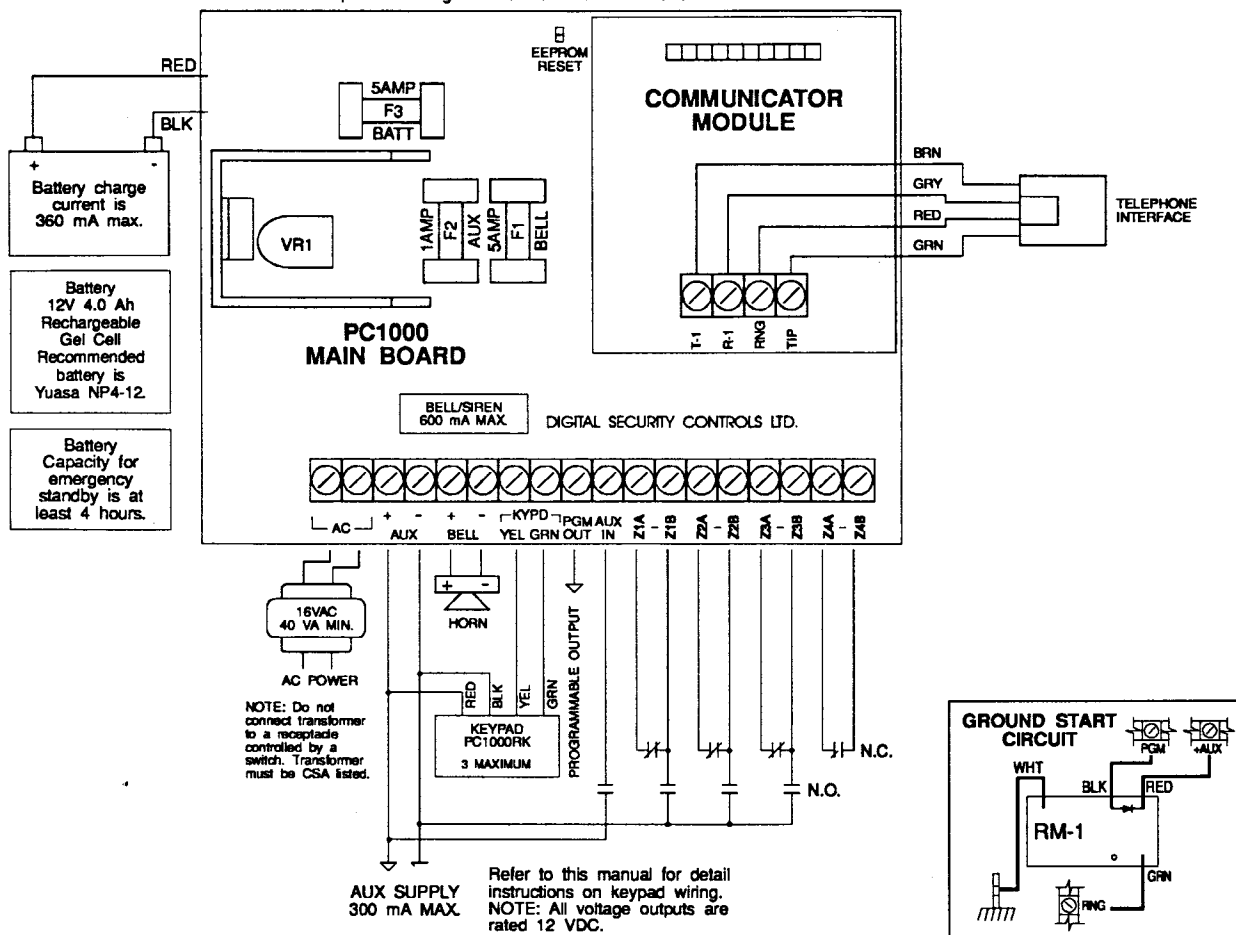 RED
BLK
+ -
Battery charge
current is
360 mA max.
Battery
12V 4.0 Ah
Rechargeable
Gel Cell
Recommended
battery is
Yuasa NP4-12.
Battery
Capacity for
emergency
standby is at
least 4 hours.
5AMP
F3
BATT
1AMP
F2
AUX
5AMP
F1
BELL
VR1
PC1000
MAIN BOARD
EEPROM
RESET
COMMUNICATOR
MODULE
T-1
R-1
RNG
TIP
BRN
GRY
RED
GRN
TELEPHONE
INTERFACE
BELL/SIREN
600 mA MAX.
DIGITAL SECURITY CONTROLS LTD.
AC
+ -
AUX
+ -
BELL
KYPD
YEL GRN
PGM
OUT
AUX
IN
Z1A - Z1B
Z2A - Z2B
Z3A - Z3B
Z4A - Z4B
16VAC
40 VA MIN.
AC POWER
NOTE: Do not
connect transformer
to a receptacle
controlled by a
switch. Transformer
must be CSA listed.
+ -
HORN
RED
BLK
YEL
GRN
KEYPAD
PC1000RK
3 MAXIMUM
PROGRAMMABLE OUTPUT
N.C.
N.O.
AUX SUPPLY
300 mA MAX.
Refer to this manual for detail
instructions on keypad wiring.
NOTE: All voltage outputs are
rated 12 VDC.
GROUND START
CIRCUIT
PGM
+AUX
WHT
BLK
RED
RM-1
GRN
RNG